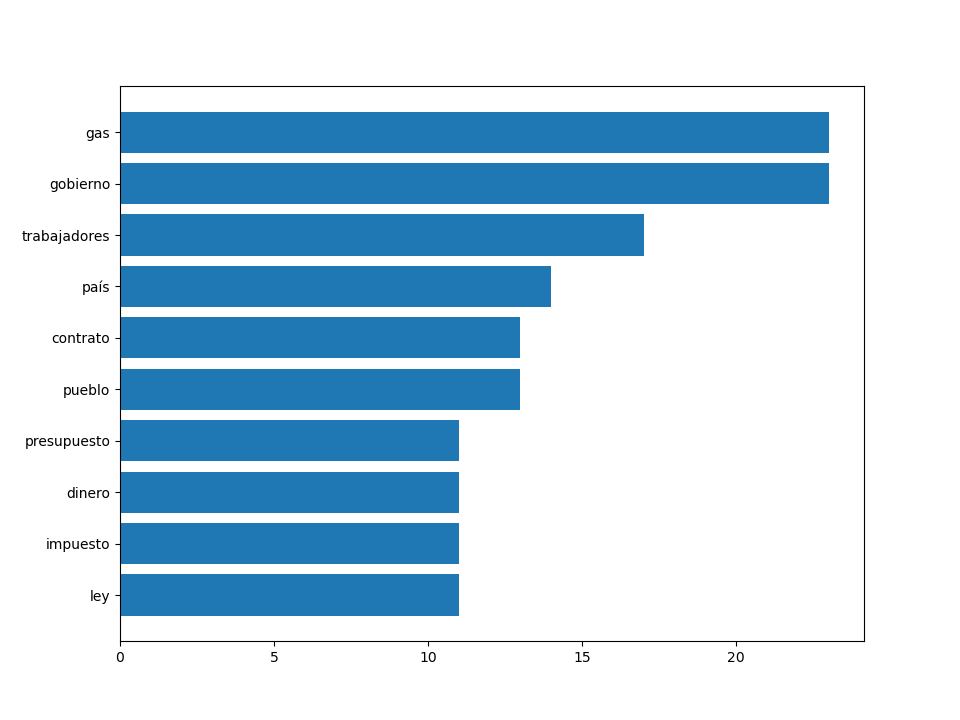 gas
gobierno
trabajadores
país
contrato
pueblo
presupuesto
dinero
impuesto
ley
0 5 10 15 20